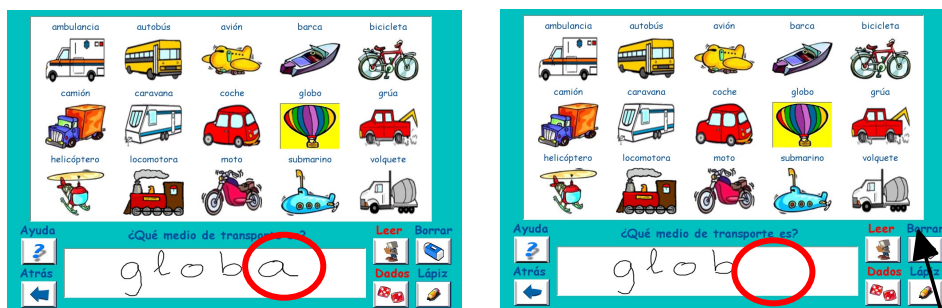 ambulancia autobús avión barca bicicleta
camión caravana coche globo grúa
helicóptero locomotora moto submarino volquete
Ayuda ¿Qué medio de transporte es? Leer Borrar
globa
Atrás Dados Lápiz
ambulancia autobús avión barca bicicleta
camión caravana coche globo grúa
helicóptero locomotora moto submarino volquete
Ayuda ¿Qué medio de transporte es? Leer Borrar
glob
Atrás Dados Lápiz